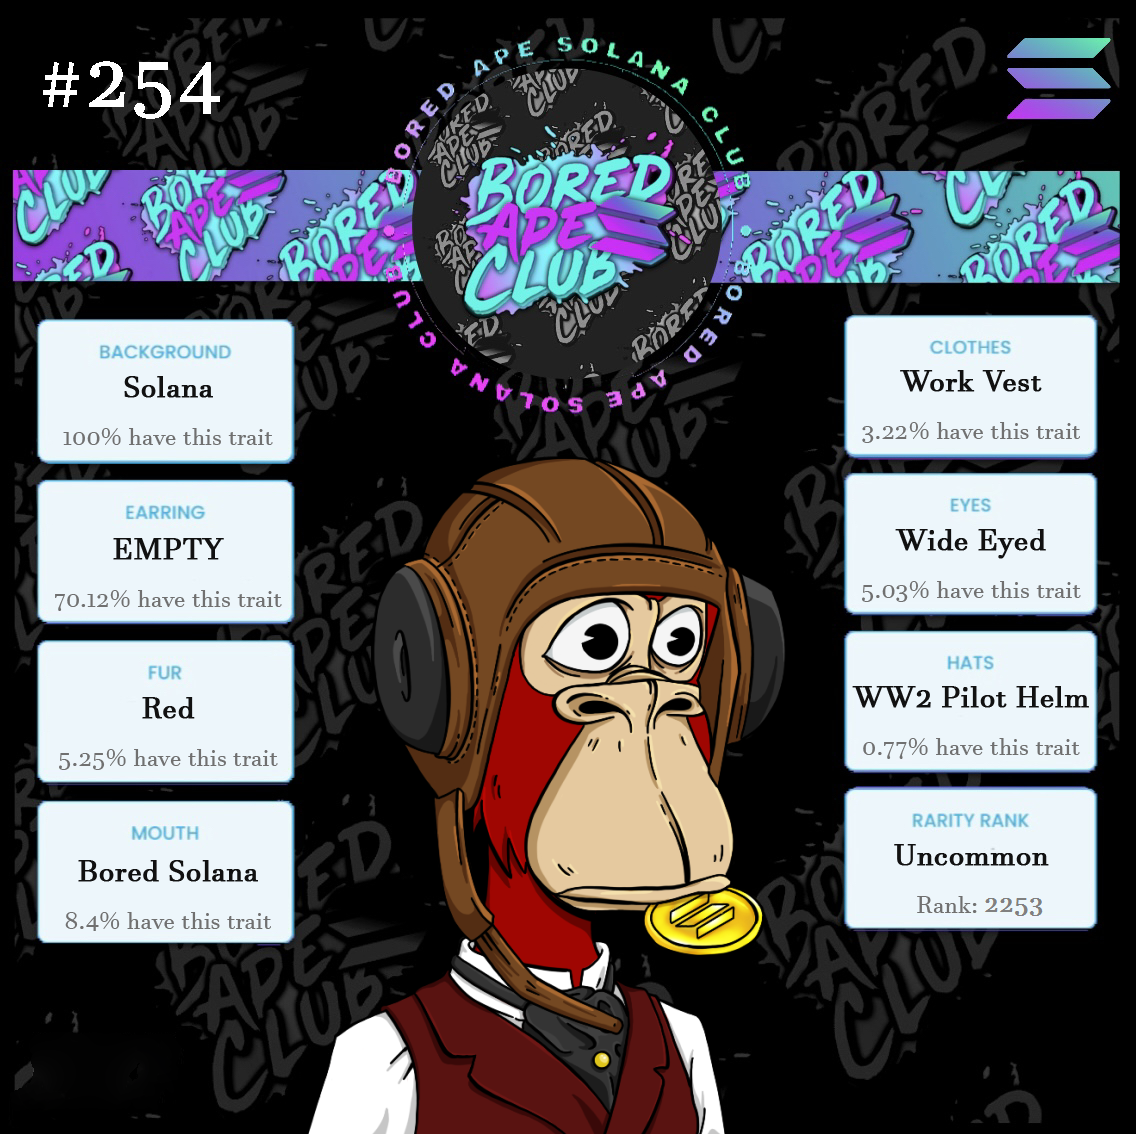 #254
BORED APE SOLANA CLUB
BORED APE SOLANA CLUB
BORED
APE
CLUB
BACKGROUND
Solana
100% have this trait
EARRING
EMPTY
70.12% have this trait
FUR
Red
5.25% have this trait
MOUTH
Bored Solana
8.4% have this trait
CLOTHES
Work Vest
3.22% have this trait
EYES
Wide Eyed
5.03% have this trait
HATS
WW2 Pilot Helm
0.77% have this trait
RARITY RANK
Uncommon
Rank: 2253